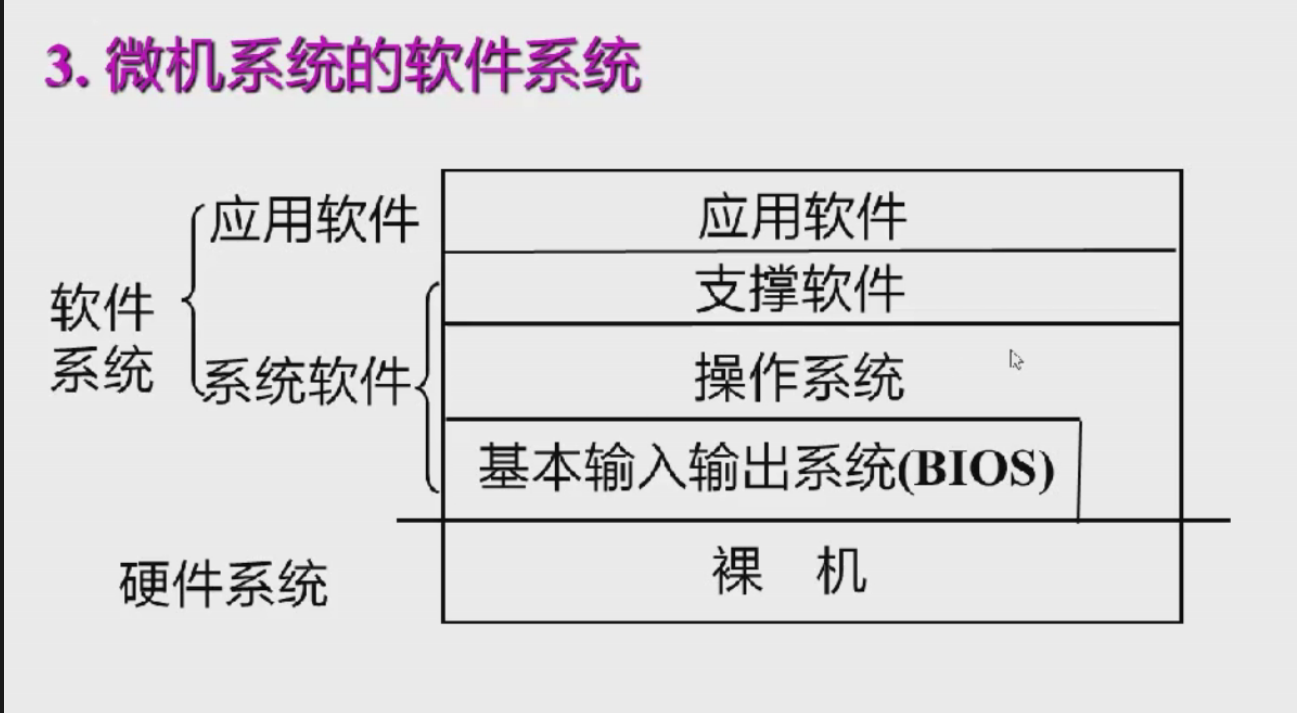 3. 微机系统的软件系统
应用软件
应用软件
支撑软件
软件
系统
系统软件
操作系统
基本输入输出系统(BIOS)
硬件系统
裸 机